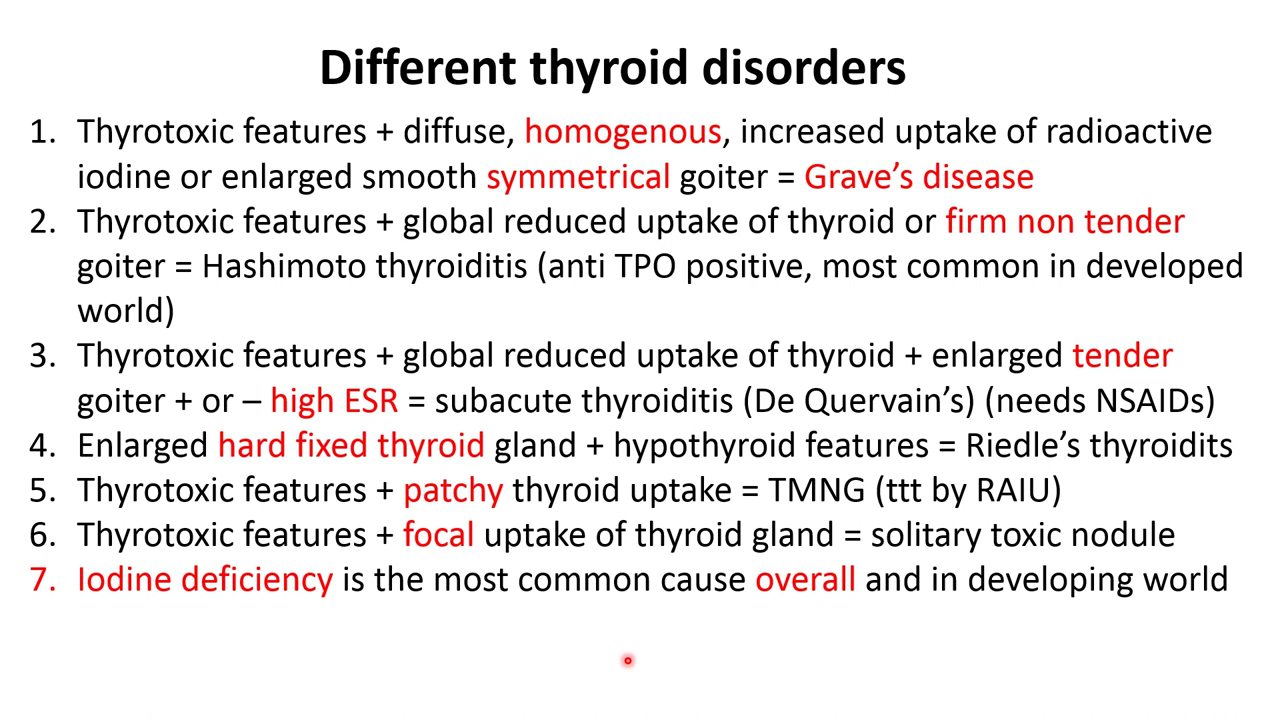 Different thyroid disorders
1. Thyrotoxic features + diffuse, homogenous, increased uptake of radioactive
iodine or enlarged smooth symmetrical goiter = Grave’s disease
2. Thyrotoxic features + global reduced uptake of thyroid or firm non tender
goiter = Hashimoto thyroiditis (anti TPO positive, most common in developed
world)
3. Thyrotoxic features + global reduced uptake of thyroid + enlarged tender
goiter + or – high ESR = subacute thyroiditis (De Quervain’s) (needs NSAIDs)
4. Enlarged hard fixed thyroid gland + hypothyroid features = Riedle’s thyroidits
5. Thyrotoxic features + patchy thyroid uptake = TMNG (ttt by RAIU)
6. Thyrotoxic features + focal uptake of thyroid gland = solitary toxic nodule
7. Iodine deficiency is the most common cause overall and in developing world